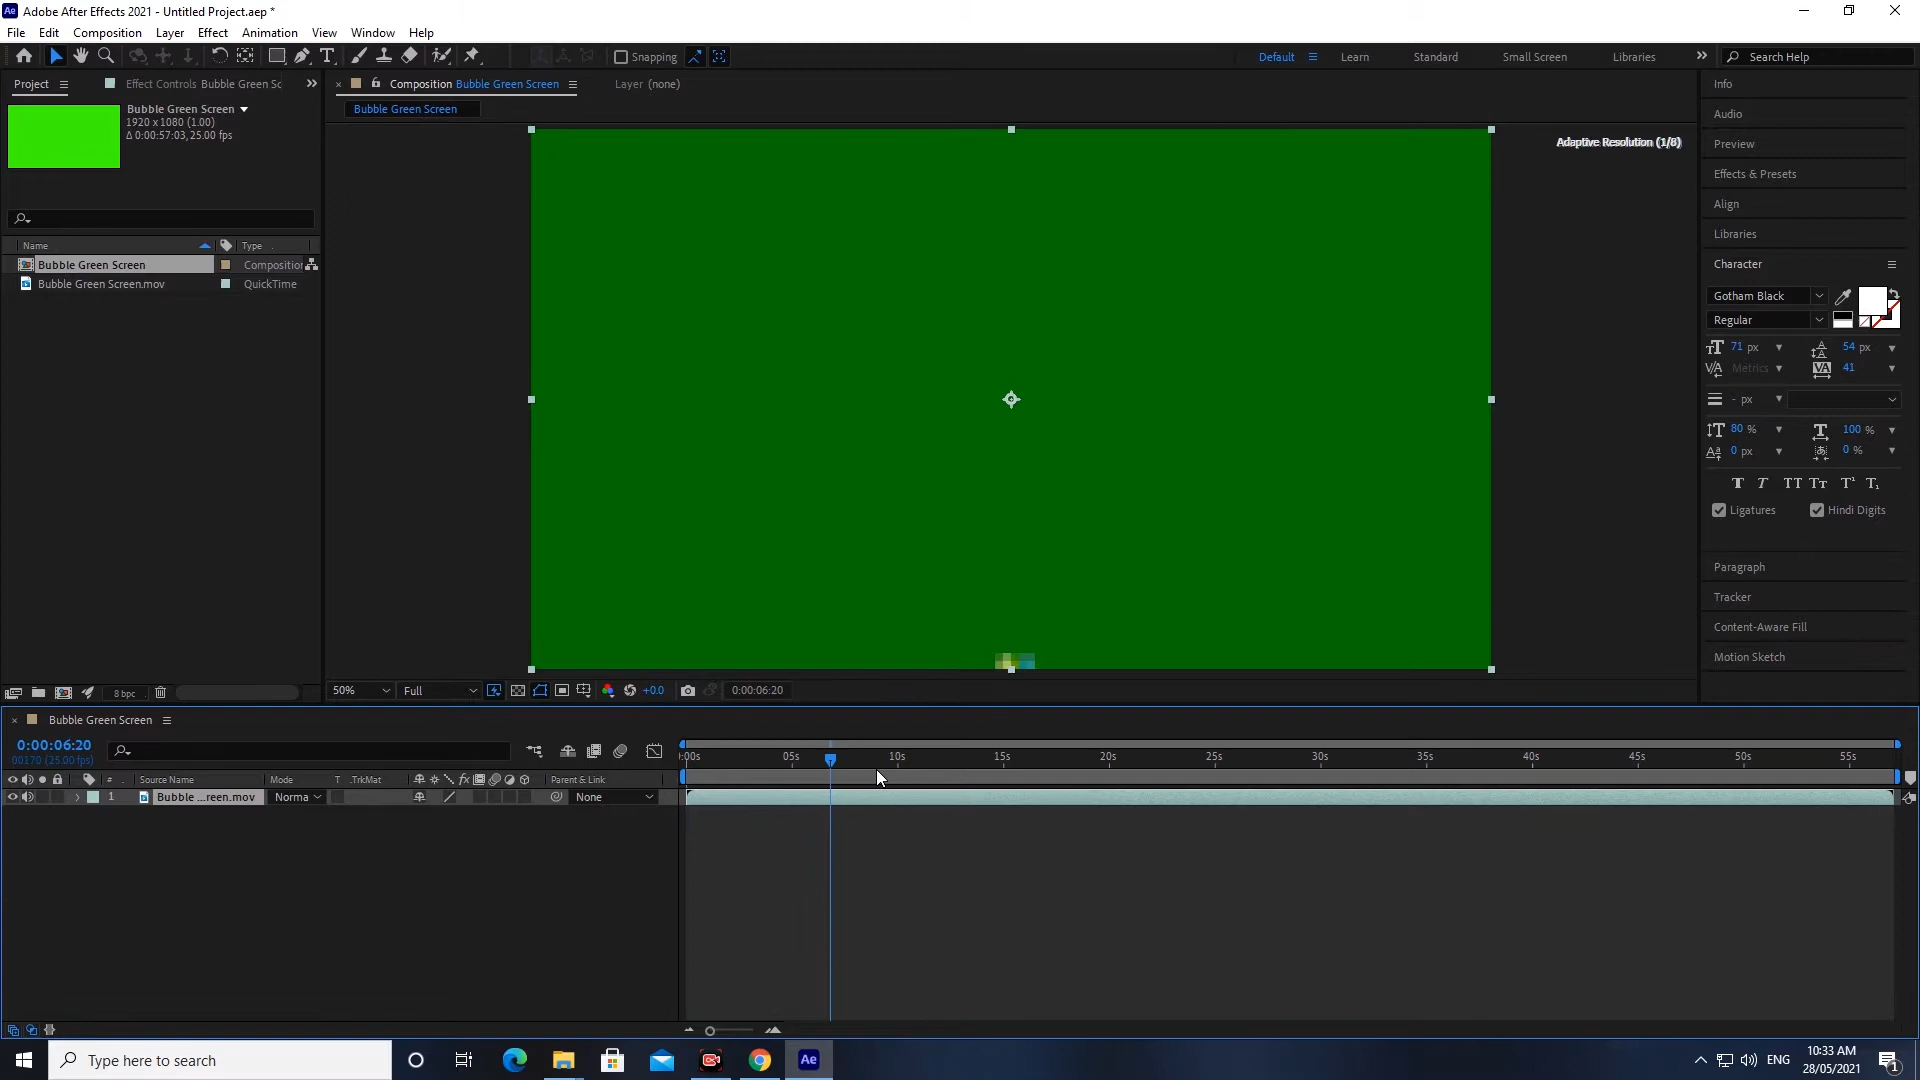 Adobe After Effects 2021 - Untitled Project.aep *
File Edit Composition Layer Effect Animation View Window Help
Snapping
Default Learn Standard Small Screen Libraries Search Help
Project Effect Controls Bubble Green Sc
Composition Bubble Green Screen Layer (none)
Bubble Green Screen
Bubble Green Screen
1920 x 1080 (1.00)
Δ 0:00:57:03, 25.00 fps
Adaptive Resolution (1/8)
Name Type
Bubble Green Screen Composition
Bubble Green Screen.mov QuickTime
Info
Audio
Preview
Effects & Presets
Align
Libraries
Character
Gotham Black
Regular
71 px 54 px
Metrics 41
- px
80 % 100 %
0 px 0 %
Ligatures Hindi Digits
Paragraph
Tracker
Content-Aware Fill
Motion Sketch
8 bpc
50% Full +0.0 0:00:06:20
Bubble Green Screen
0:00:06:20
00170 (25.00 fps)
:00s 05s 10s 15s 20s 25s 30s 35s 40s 45s 50s 55s
# Source Name Mode T .TrkMat fx Parent & Link
1 Bubble ...reen.mov Norma None
Type here to search
Ae
ENG
10:33 AM
28/05/2021
1